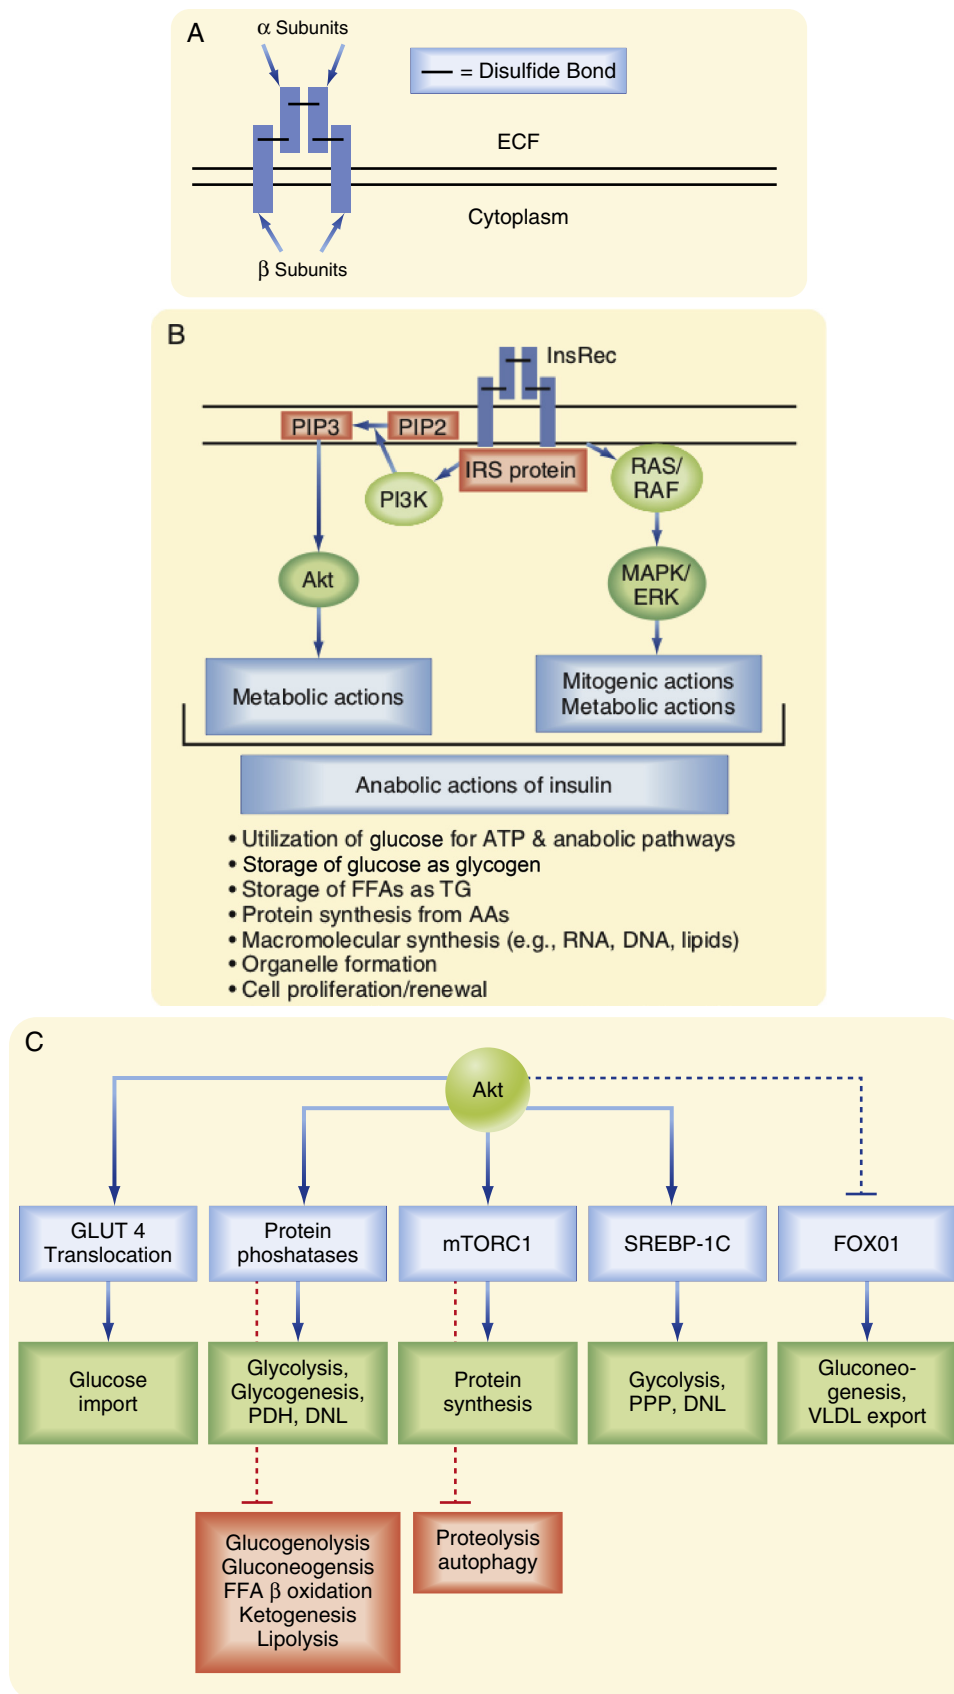 A
α Subunits
= Disulfide Bond
ECF
Cytoplasm
β Subunits
B
InsRec
PIP3
PIP2
IRS protein
RAS/
RAF
PI3K
Akt
MAPK/
ERK
Metabolic actions
Mitogenic actions
Metabolic actions
Anabolic actions of insulin
• Utilization of glucose for ATP & anabolic pathways
• Storage of glucose as glycogen
• Storage of FFAs as TG
• Protein synthesis from AAs
• Macromolecular synthesis (e.g., RNA, DNA, lipids)
• Organelle formation
• Cell proliferation/renewal
C
Akt
GLUT 4
Translocation
Protein
phoshatases
mTORC1
SREBP-1C
FOX01
Glucose
import
Glycolysis,
Glycogenesis,
PDH, DNL
Protein
synthesis
Gycolysis,
PPP, DNL
Gluconeo-
genesis,
VLDL export
Glucogenolysis
Gluconeogensis
FFA β oxidation
Ketogenesis
Lipolysis
Proteolysis
autophagy